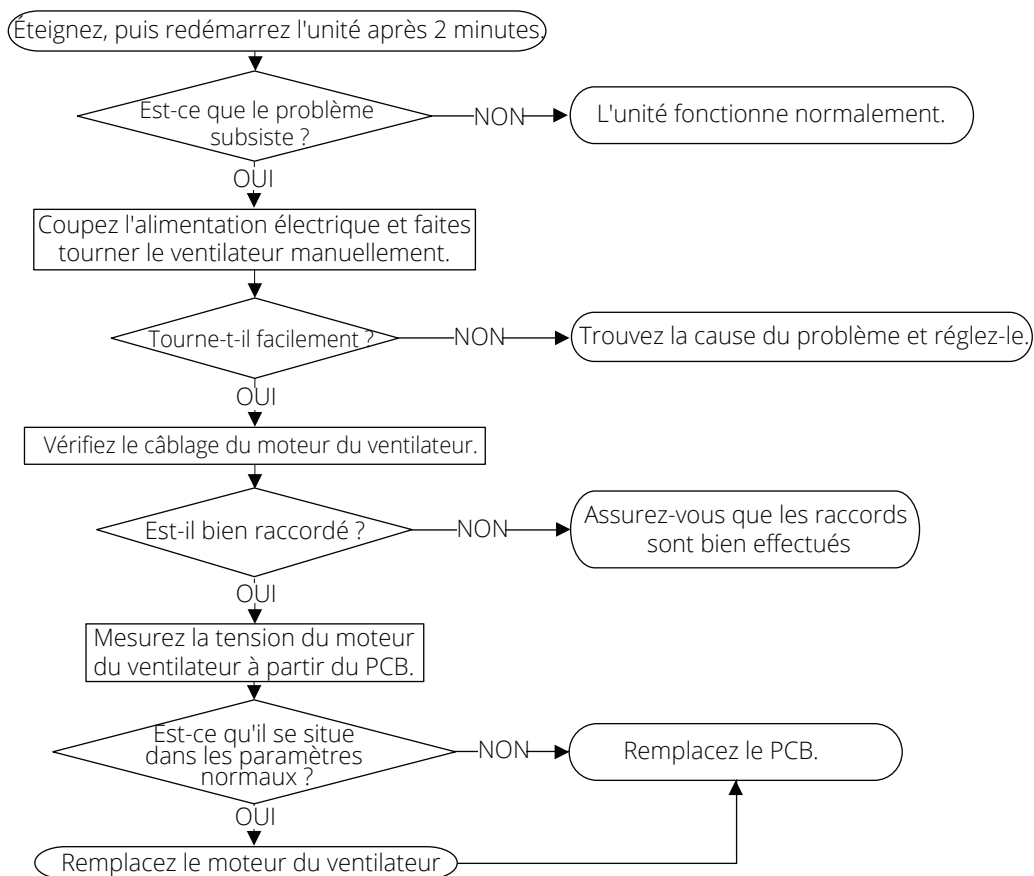 Éteignez, puis redémarrez l'unité après 2 minutes.
Est-ce que le problème
subsiste ?
NON
L'unité fonctionne normalement.
OUI
Coupez l'alimentation électrique et faites
tourner le ventilateur manuellement.
Tourne-t-il facilement ?
NON
Trouvez la cause du problème et réglez-le.
OUI
Vérifiez le câblage du moteur du ventilateur.
Est-il bien raccordé ?
NON
Assurez-vous que les raccords
sont bien effectués
OUI
Mesurez la tension du moteur
du ventilateur à partir du PCB.
Est-ce qu'il se situe
dans les paramètres
normaux ?
NON
Remplacez le PCB.
OUI
Remplacez le moteur du ventilateur